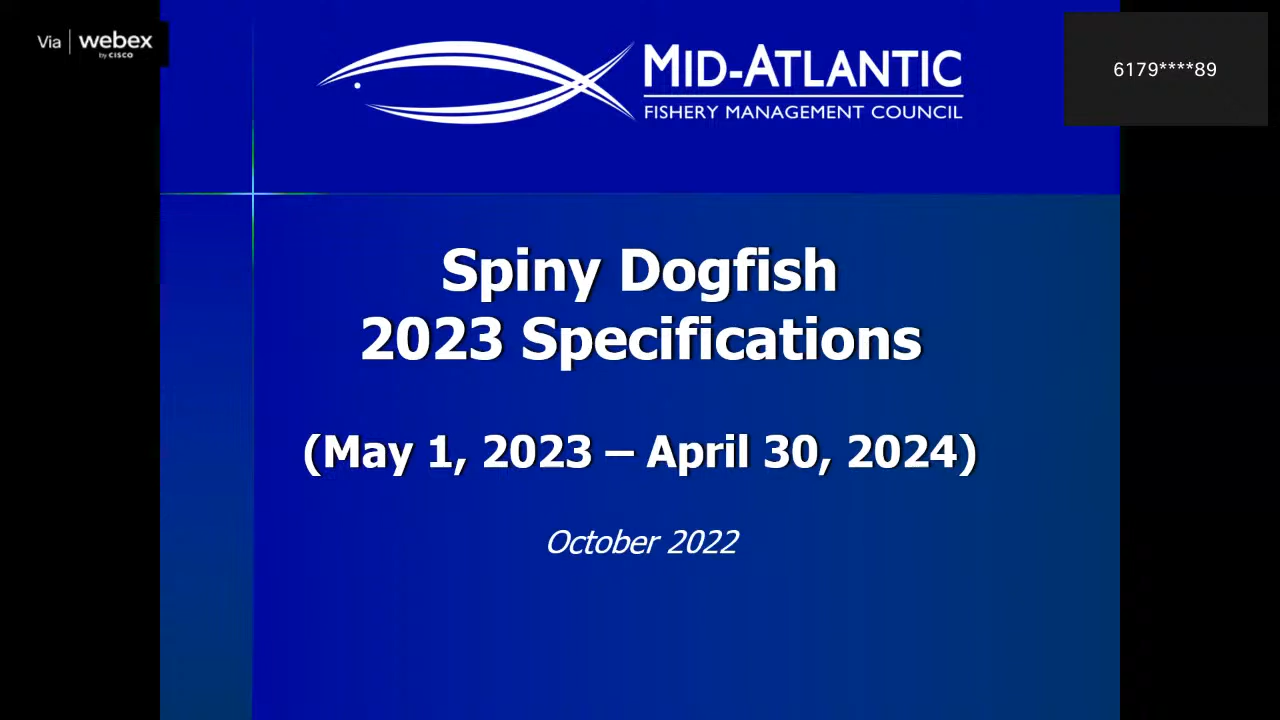 Via | webex
by CISCO
MID-ATLANTIC
FISHERY MANAGEMENT COUNCIL
6179****89
Spiny Dogfish
2023 Specifications
(May 1, 2023 – April 30, 2024)
October 2022